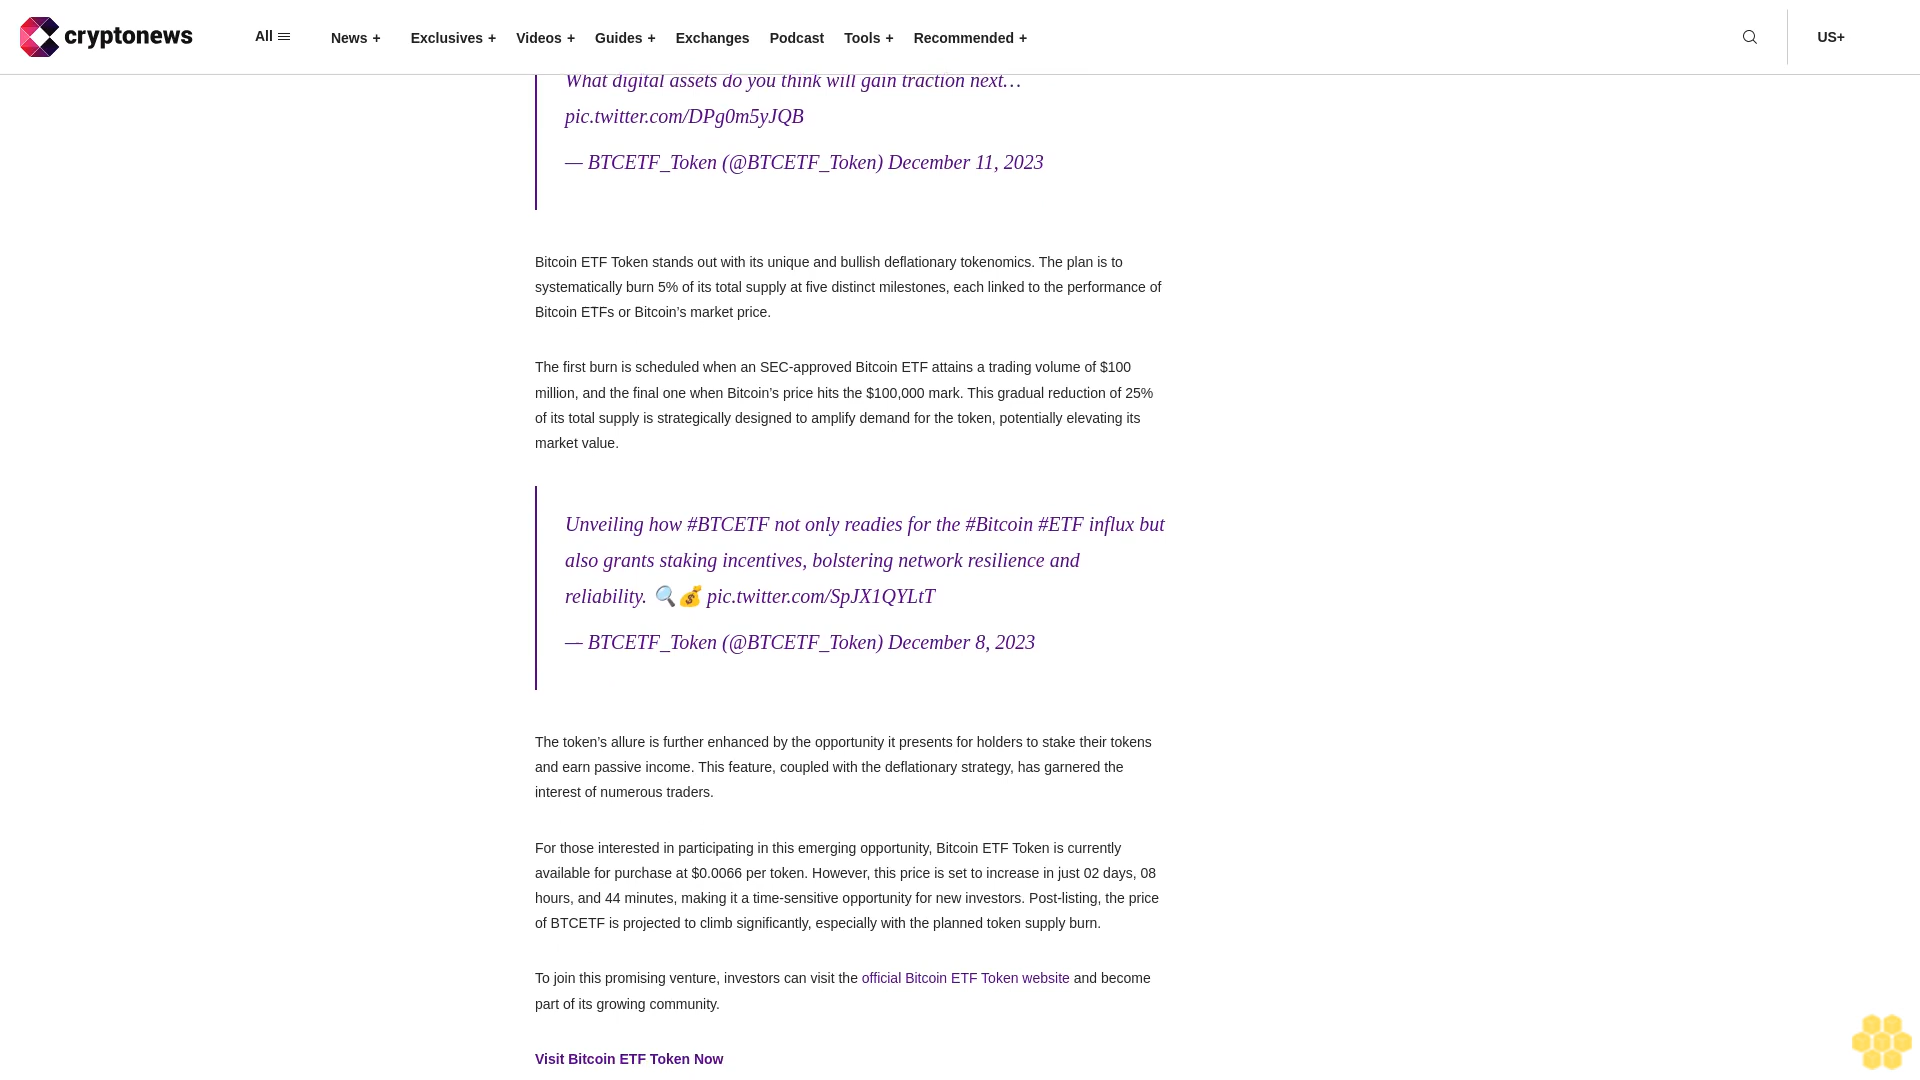 cryptonews
All
News +
Exclusives +
Videos +
Guides +
Exchanges
Podcast
Tools +
Recommended +
US+
What digital assets do you think will gain traction next…
pic.twitter.com/DPg0m5yJQB
— BTCETF_Token (@BTCETF_Token) December 11, 2023
Bitcoin ETF Token stands out with its unique and bullish deflationary tokenomics. The plan is to
systematically burn 5% of its total supply at five distinct milestones, each linked to the performance of
Bitcoin ETFs or Bitcoin’s market price.
The first burn is scheduled when an SEC-approved Bitcoin ETF attains a trading volume of $100
million, and the final one when Bitcoin’s price hits the $100,000 mark. This gradual reduction of 25%
of its total supply is strategically designed to amplify demand for the token, potentially elevating its
market value.
Unveiling how #BTCETF not only readies for the #Bitcoin #ETF influx but
also grants staking incentives, bolstering network resilience and
reliability. 🔍💰 pic.twitter.com/SpJX1QYLtT
— BTCETF_Token (@BTCETF_Token) December 8, 2023
The token’s allure is further enhanced by the opportunity it presents for holders to stake their tokens
and earn passive income. This feature, coupled with the deflationary strategy, has garnered the
interest of numerous traders.
For those interested in participating in this emerging opportunity, Bitcoin ETF Token is currently
available for purchase at $0.0066 per token. However, this price is set to increase in just 02 days, 08
hours, and 44 minutes, making it a time-sensitive opportunity for new investors. Post-listing, the price
of BTCETF is projected to climb significantly, especially with the planned token supply burn.
To join this promising venture, investors can visit the official Bitcoin ETF Token website and become
part of its growing community.
Visit Bitcoin ETF Token Now